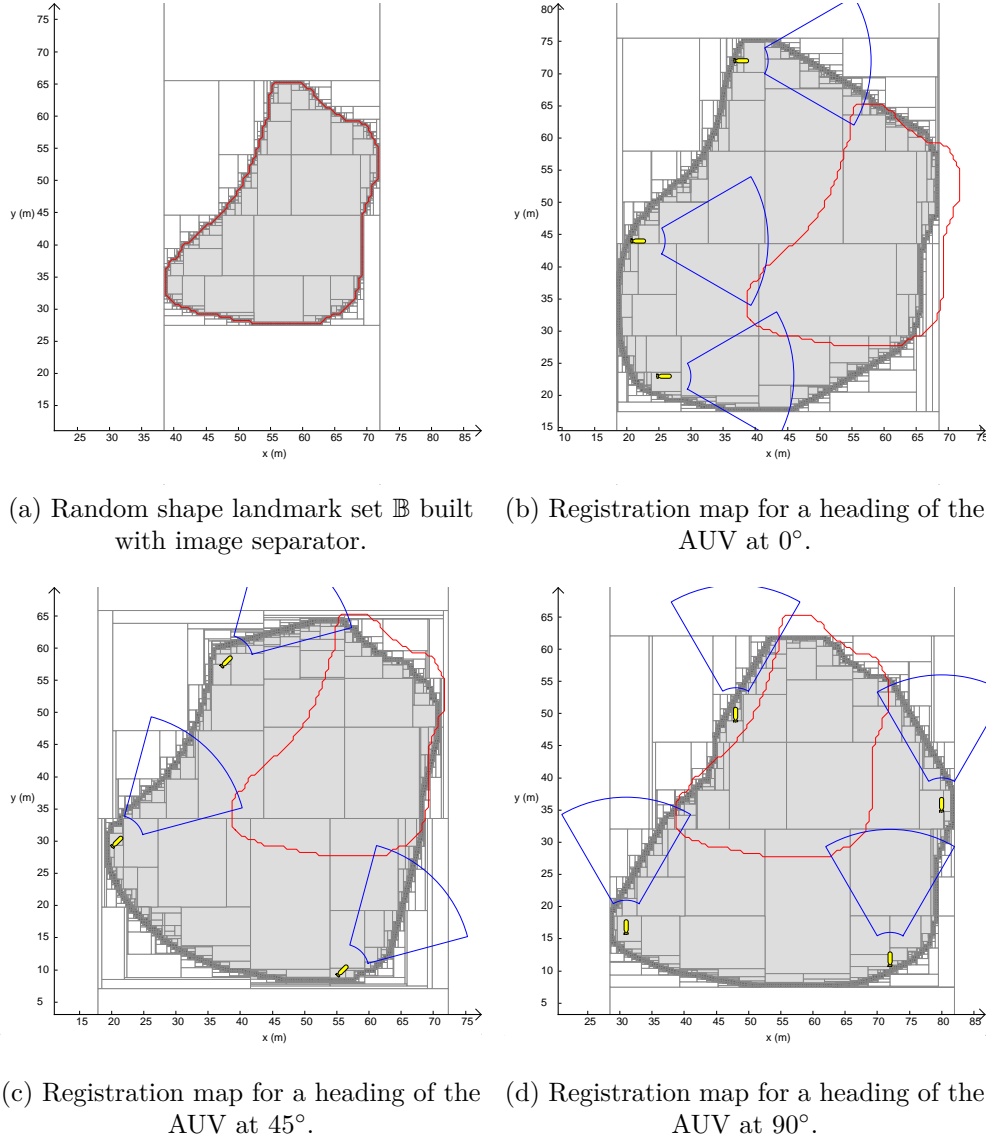 75
70
65
60
55
50
45
y (m)
40
35
30
25
20
15
25 30 35 40 45 50 55 60 65 70 75 80 85
x (m)
(a) Random shape landmark set 𝔹 built
with image separator.
80
75
70
65
60
55
50
y (m)
45
40
35
30
25
20
15
10 15 20 25 30 35 40 45 50 55 60 65 70 75
x (m)
(b) Registration map for a heading of the
AUV at 0°.
65
60
55
50
45
40
y (m)
35
30
25
20
15
10
5
15 20 25 30 35 40 45 50 55 60 65 70 75
x (m)
(c) Registration map for a heading of the
AUV at 45°.
65
60
55
50
45
40
y (m)
35
30
25
20
15
10
5
25 30 35 40 45 50 55 60 65 70 75 80 85
x (m)
(d) Registration map for a heading of the
AUV at 90°.